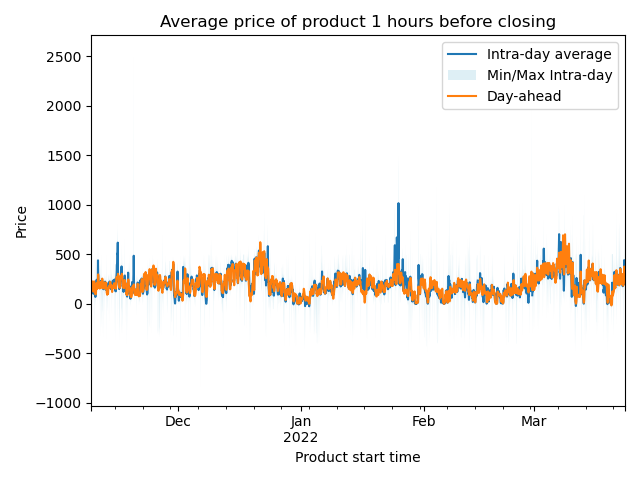 Average price of product 1 hours before closing
Intra-day average
Min/Max Intra-day
Day-ahead
2500
2000
1500
1000
500
0
−500
−1000
Price
Dec
Jan
2022
Feb
Mar
Product start time